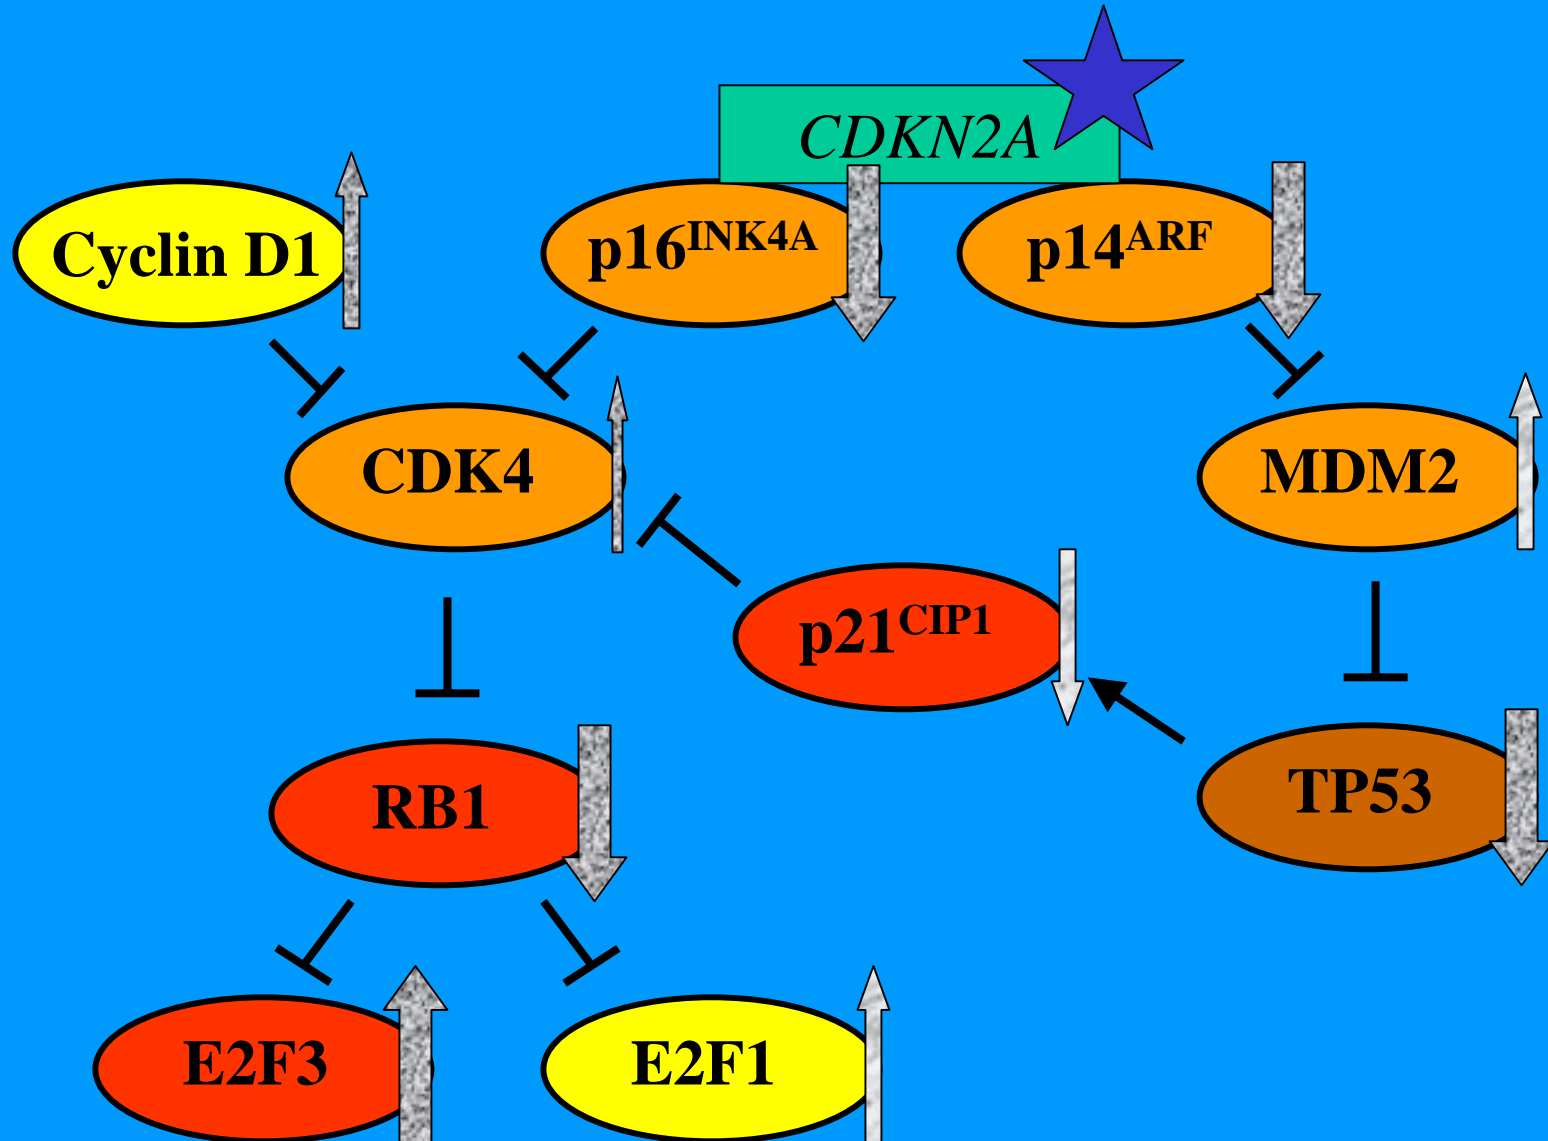 CDKN2A
Cyclin D1
p16INK4A
p14ARF
CDK4
MDM2
p21CIP1
RB1
TP53
E2F3
E2F1